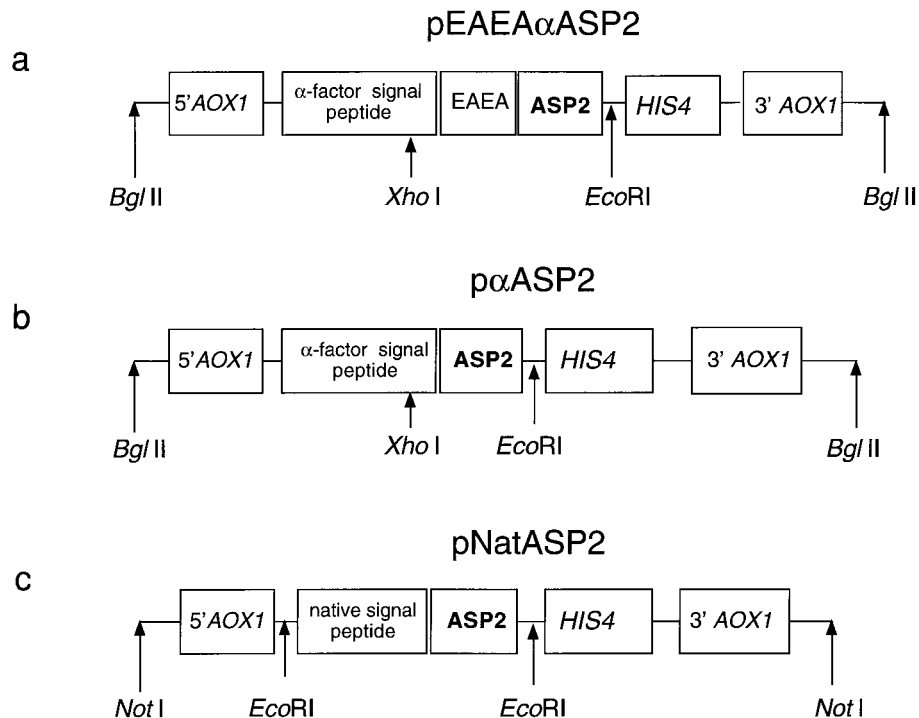 pEAEAαASP2
a
5'AOX1
α-factor signal
peptide
EAEA
ASP2
HIS4
3' AOX1
Bgl II
Xho I
EcoRI
Bgl II
pαASP2
b
5'AOX1
α-factor signal
peptide
ASP2
HIS4
3' AOX1
Bgl II
Xho I
EcoRI
Bgl II
pNatASP2
c
5'AOX1
native signal
peptide
ASP2
HIS4
3' AOX1
Not I
EcoRI
EcoRI
Not I